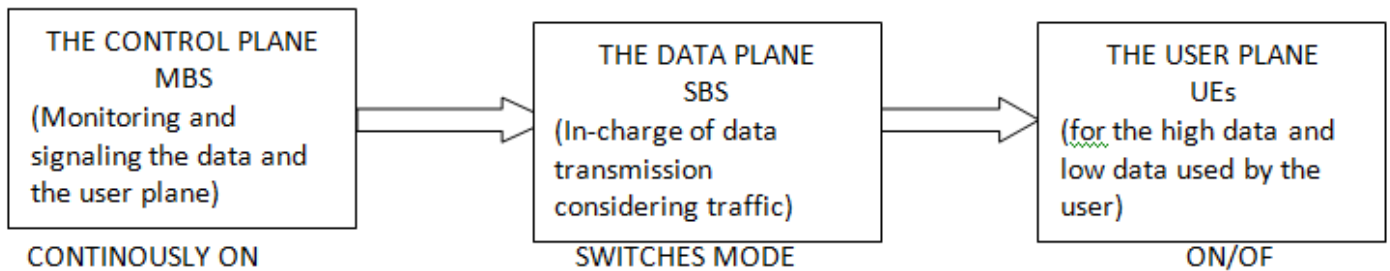 THE CONTROL PLANE
MBS
(Monitoring and
signaling the data and
the user plane)
CONTINOUSLY ON
THE DATA PLANE
SBS
(In-charge of data
transmission
considering traffic)
SWITCHES MODE
THE USER PLANE
UEs
(for the high data and
low data used by the
user)
ON/OF